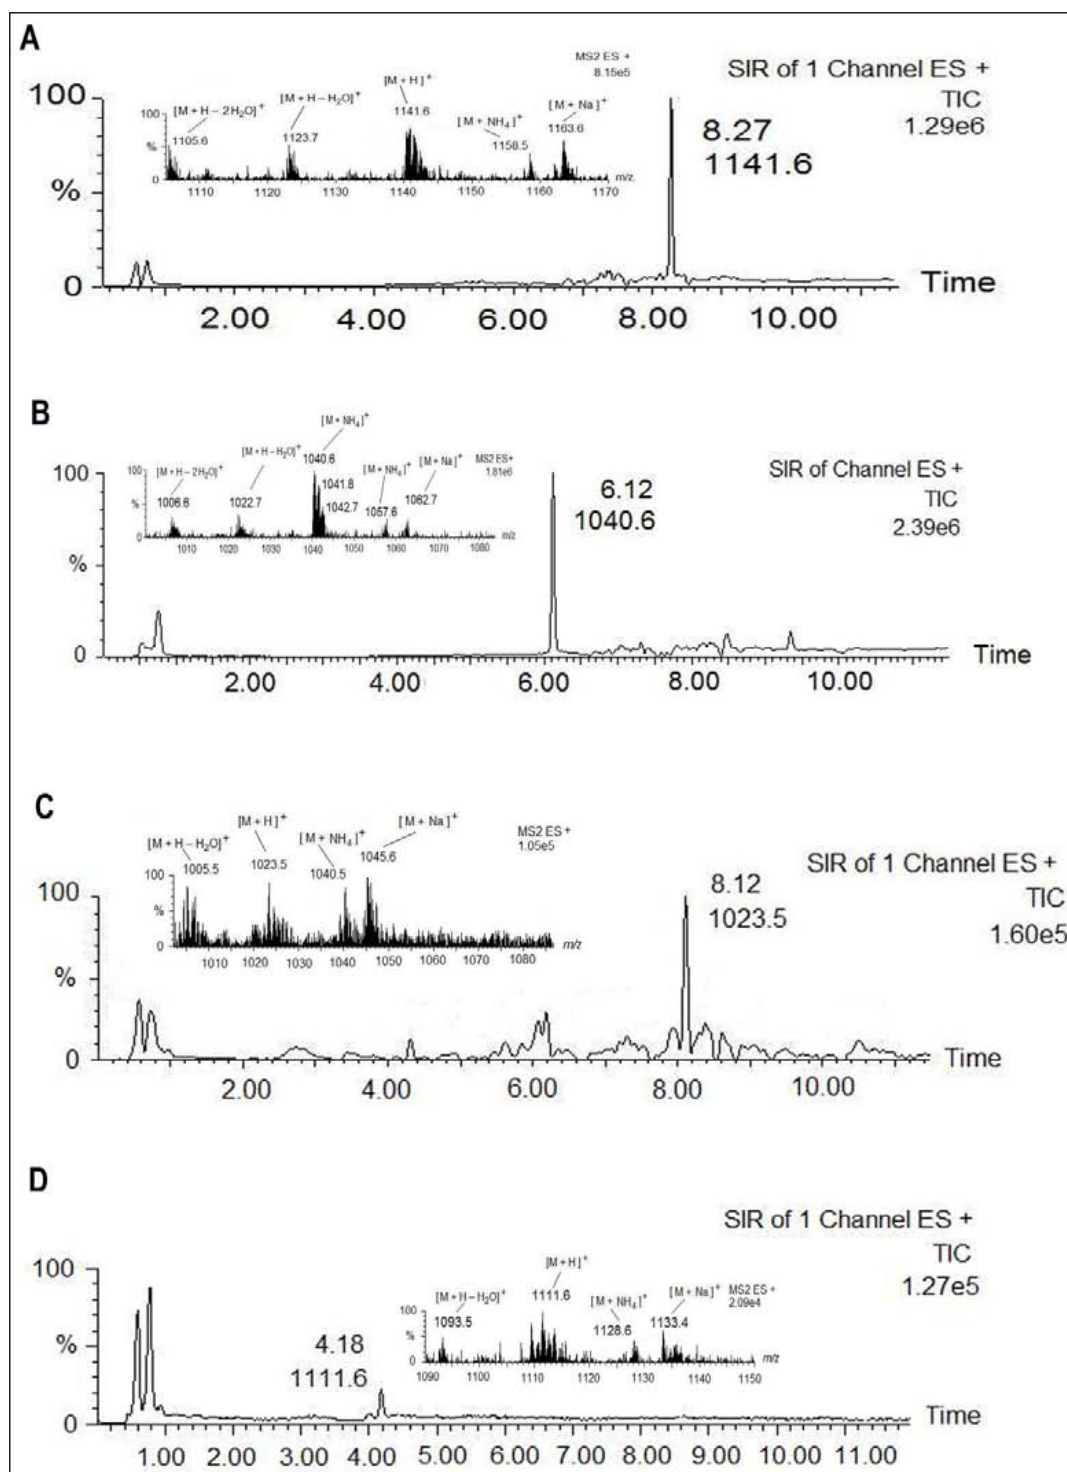 A
[M + H − 2H₂O]⁺
1105.6
[M + H − H₂O]⁺
1123.7
[M + H]⁺
1141.6
[M + NH₄]⁺
1158.5
[M + Na]⁺
1163.6
MS2 ES +
8.15e5
100
%
0
1110 1120 1130 1140 1150 1160 1170 m/z
SIR of 1 Channel ES +
TIC
1.29e6
8.27
1141.6
100
%
0
2.00 4.00 6.00 8.00 10.00
Time
B
[M + H − 2H₂O]⁺
1006.6
[M + H − H₂O]⁺
1022.7
[M + NH₄]⁺
1040.6
1041.8
1042.7
[M + NH₄]⁺
1057.6
[M + Na]⁺
1062.7
MS2 ES+
1.81e6
100
%
0
1010 1020 1030 1040 1050 1060 1070 1080 m/z
SIR of Channel ES +
TIC
2.39e6
6.12
1040.6
100
%
0
2.00 4.00 6.00 8.00 10.00
Time
C
[M + H − H₂O]⁺
1005.5
[M + H]⁺
1023.5
[M + NH₄]⁺
1040.5
[M + Na]⁺
1045.6
MS2 ES +
1.05e5
100
%
0
1010 1020 1030 1040 1050 1060 1070 1080 m/z
SIR of 1 Channel ES +
TIC
1.60e5
8.12
1023.5
100
%
0
2.00 4.00 6.00 8.00 10.00
Time
D
SIR of 1 Channel ES +
TIC
1.27e5
[M + H − H₂O]⁺
1093.5
[M + H]⁺
1111.6
[M + NH₄]⁺
1128.6
[M + Na]⁺
1133.4
MS2 ES +
2.09e4
100
%
0
1090 1100 1110 1120 1130 1140 1150 m/z
4.18
1111.6
100
%
0
1.00 2.00 3.00 4.00 5.00 6.00 7.00 8.00 9.00 10.00 11.00
Time